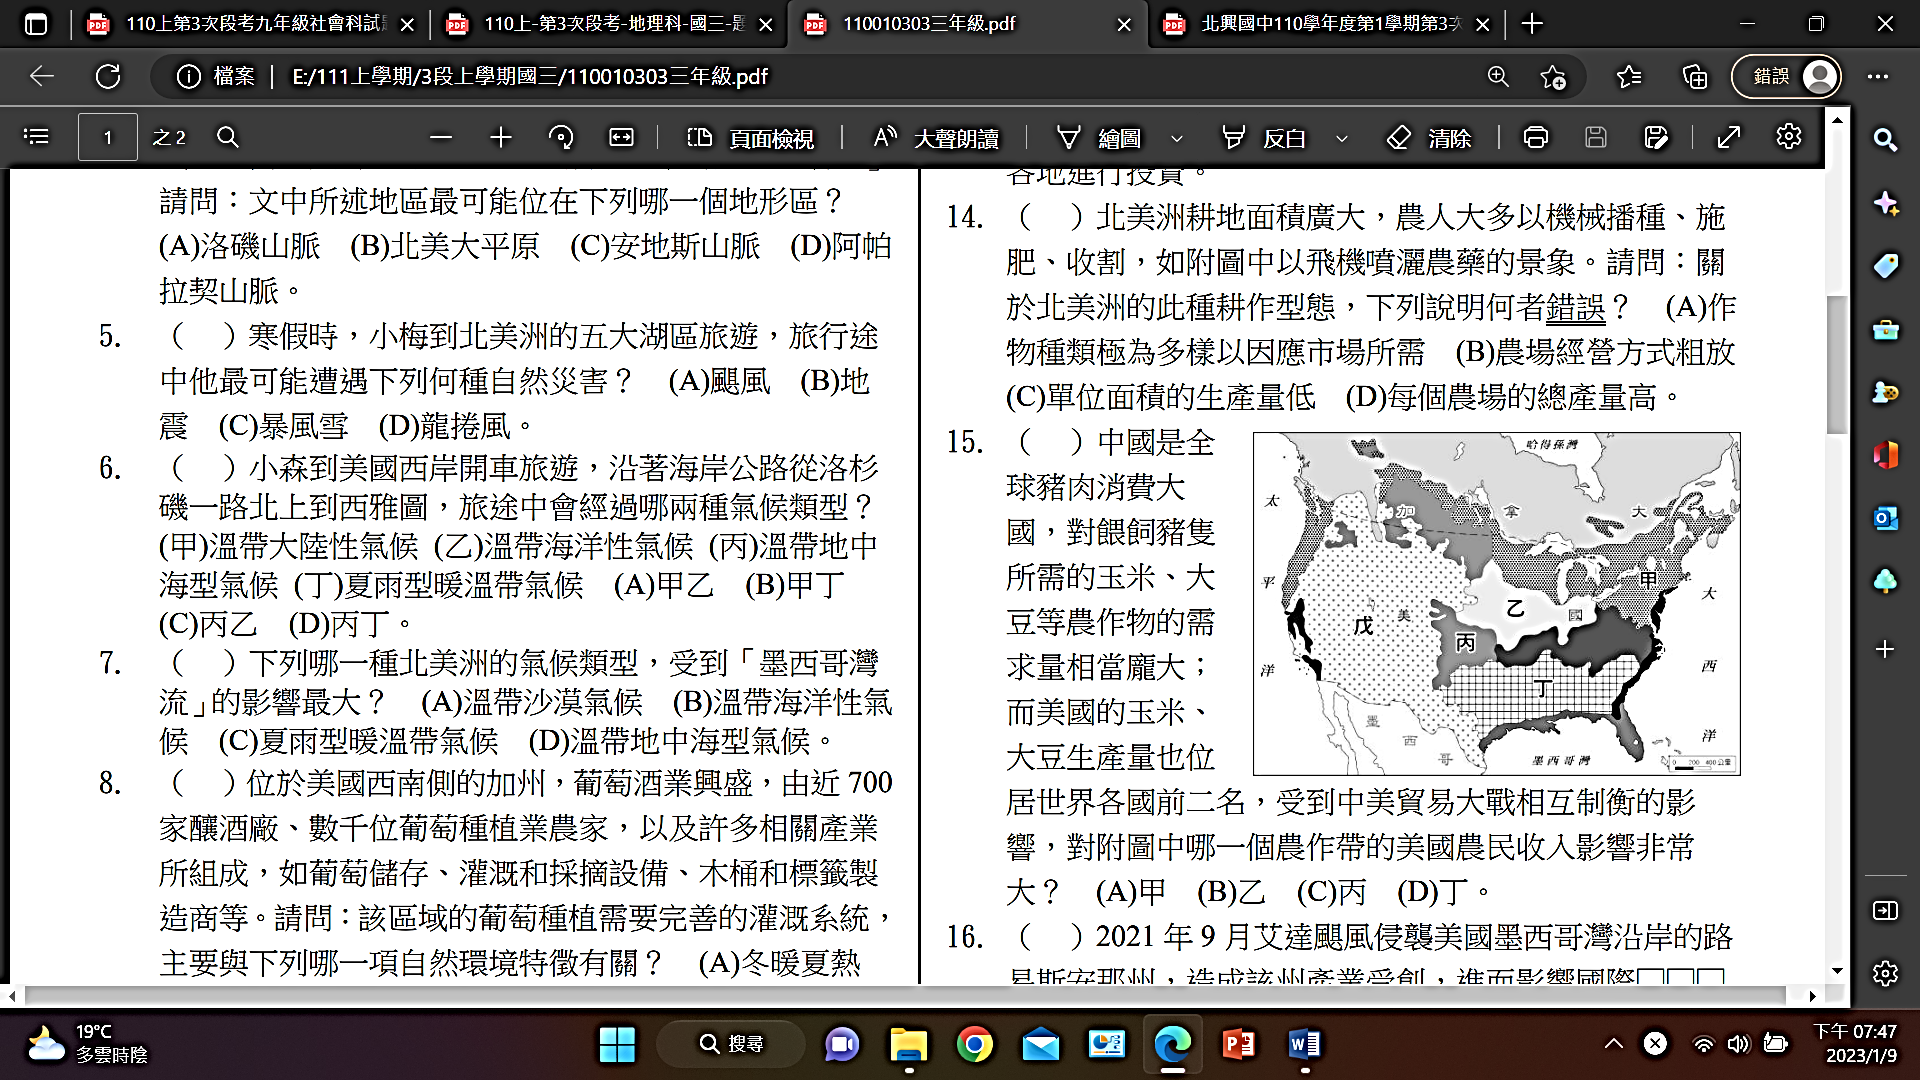 110上第3次段考九年級社會科試題
110上-第3次段考-地理科-國三-題
110010303三年級.pdf
北興國中110學年度第1學期第3次
檔案
E:/111上學期/3段上學期國三/110010303三年級.pdf
錯誤
1 之 2
頁面檢視
大聲朗讀
繪圖
反白
清除
請問：文中所述地區最可能位在下列哪一個地形區？
(A)洛磯山脈 (B)北美大平原 (C)安地斯山脈 (D)阿帕
拉契山脈。
5. （ ）寒假時，小梅到北美洲的五大湖區旅遊，旅行途
中他最可能遭遇下列何種自然災害？ (A)颶風 (B)地
震 (C)暴風雪 (D)龍捲風。
6. （ ）小森到美國西岸開車旅遊，沿著海岸公路從洛杉
磯一路北上到西雅圖，旅途中會經過哪兩種氣候類型？
(甲)溫帶大陸性氣候 (乙)溫帶海洋性氣候 (丙)溫帶地中
海型氣候 (丁)夏雨型暖溫帶氣候 (A)甲乙 (B)甲丁
(C)丙乙 (D)丙丁。
7. （ ）下列哪一種北美洲的氣候類型，受到「墨西哥灣
流」的影響最大？ (A)溫帶沙漠氣候 (B)溫帶海洋性氣
候 (C)夏雨型暖溫帶氣候 (D)溫帶地中海型氣候。
8. （ ）位於美國西南側的加州，葡萄酒業興盛，由近 700
家釀酒廠、數千位葡萄種植業農家，以及許多相關產業
所組成，如葡萄儲存、灌溉和採摘設備、木桶和標籤製
造商等。請問：該區域的葡萄種植需要完善的灌溉系統，
主要與下列哪一項自然環境特徵有關？ (A)冬暖夏熱
各地進行投資。
14. （ ）北美洲耕地面積廣大，農人大多以機械播種、施
肥、收割，如附圖中以飛機噴灑農藥的景象。請問：關
於北美洲的此種耕作型態，下列說明何者錯誤？ (A)作
物種類極為多樣以因應市場所需 (B)農場經營方式粗放
(C)單位面積的生產量低 (D)每個農場的總產量高。
15. （ ）中國是全
球豬肉消費大
國，對餵飼豬隻
所需的玉米、大
豆等農作物的需
求量相當龐大；
而美國的玉米、
大豆生產量也位
居世界各國前二名，受到中美貿易大戰相互制衡的影
響，對附圖中哪一個農作帶的美國農民收入影響非常
大？ (A)甲 (B)乙 (C)丙 (D)丁。
哈得孫灣
太平洋
加拿大
美國
甲
乙
丙
丁
戊
大西洋
墨西哥
墨西哥灣
0 200 400公里
16. （ ）2021 年 9 月艾達颶風侵襲美國墨西哥灣沿岸的路
易斯安那州，造成該州產業受創，進而影響國際□□□
19°C
多雲時陰
搜尋
下午 07:47
2023/1/9